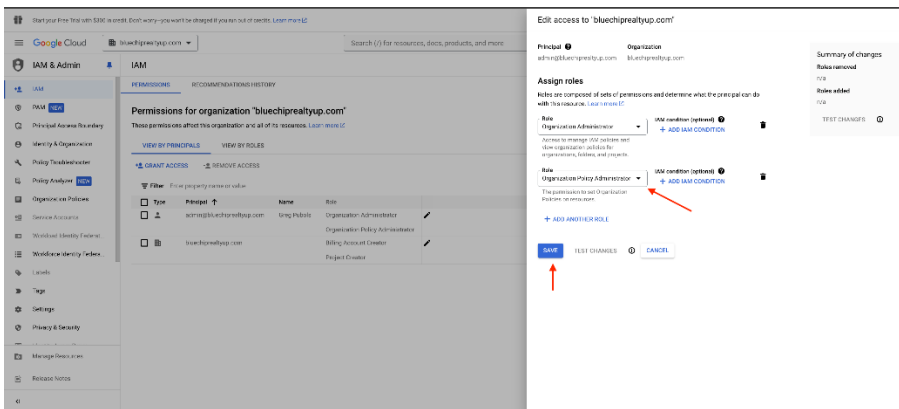 Start your Free Trial with $300 in credit. Don't worry—you won't be charged if you run out of credits. Learn more
Google Cloud
bluechiprealtyup.com
Search (/) for resources, docs, products, and more
IAM & Admin
IAM
PAM NEW
Principal Access Boundary
Identity & Organization
Policy Troubleshooter
Policy Analyzer NEW
Organization Policies
Service Accounts
Workload Identity Federat...
Workforce Identity Federa...
Labels
Tags
Settings
Privacy & Security
Manage Resources
Release Notes
IAM
PERMISSIONS
RECOMMENDATIONS HISTORY
Permissions for organization "bluechiprealtyup.com"
These permissions affect this organization and all of its resources. Learn more
VIEW BY PRINCIPALS
VIEW BY ROLES
GRANT ACCESS
REMOVE ACCESS
Filter Enter property name or value
Type Principal Name Role
admin@bluechiprealtyup.com Greg Organization Administrator
Organization Policy Administrator
bluechiprealtyup.com Billing Account Creator
Project Creator
Edit access to "bluechiprealtyup.com"
Principal Organization
admin@bluechiprealtyup.com bluechiprealtyup.com
Assign roles
Roles are composed of sets of permissions and determine what the principal can do
with this resource. Learn more
Role
Organization Administrator
IAM condition (optional)
+ ADD IAM CONDITION
Access to manage IAM policies and
view organization policies for
organizations, folders, and projects.
Role
Organization Policy Administrator
IAM condition (optional)
+ ADD IAM CONDITION
The permission to set Organization
Policies on resources.
+ ADD ANOTHER ROLE
SAVE
TEST CHANGES
CANCEL
Summary of changes
Roles removed
n/a
Roles added
n/a
TEST CHANGES